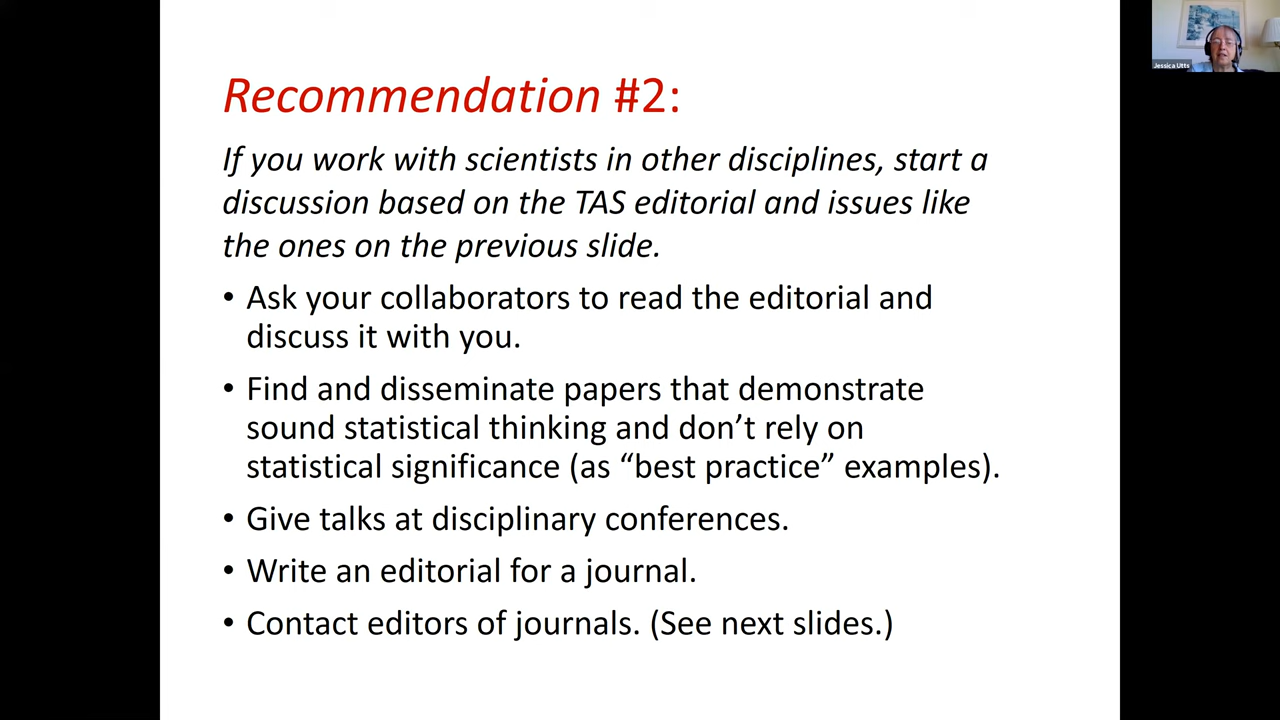 Recommendation #2:
If you work with scientists in other disciplines, start a
discussion based on the TAS editorial and issues like
the ones on the previous slide.
• Ask your collaborators to read the editorial and
discuss it with you.
• Find and disseminate papers that demonstrate
sound statistical thinking and don’t rely on
statistical significance (as “best practice” examples).
• Give talks at disciplinary conferences.
• Write an editorial for a journal.
• Contact editors of journals. (See next slides.)
Jessica Utts